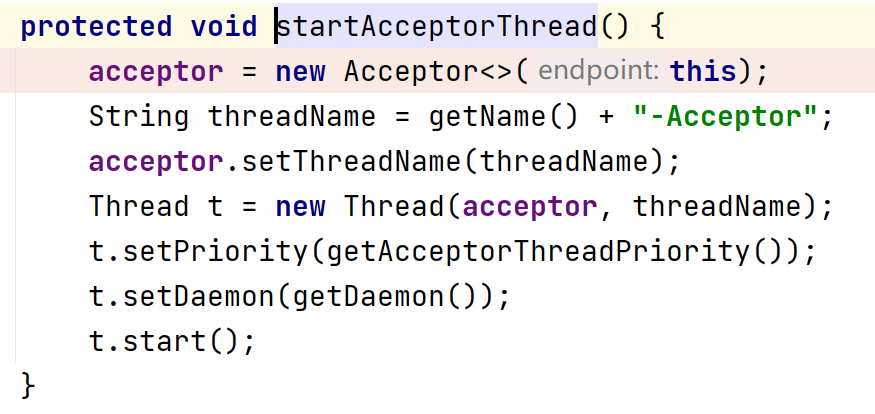 protected void startAcceptorThread() {
acceptor = new Acceptor<>( endpoint: this);
String threadName = getName() + "-Acceptor";
acceptor.setThreadName(threadName);
Thread t = new Thread(acceptor, threadName);
t.setPriority(getAcceptorThreadPriority());
t.setDaemon(getDaemon());
t.start();
}